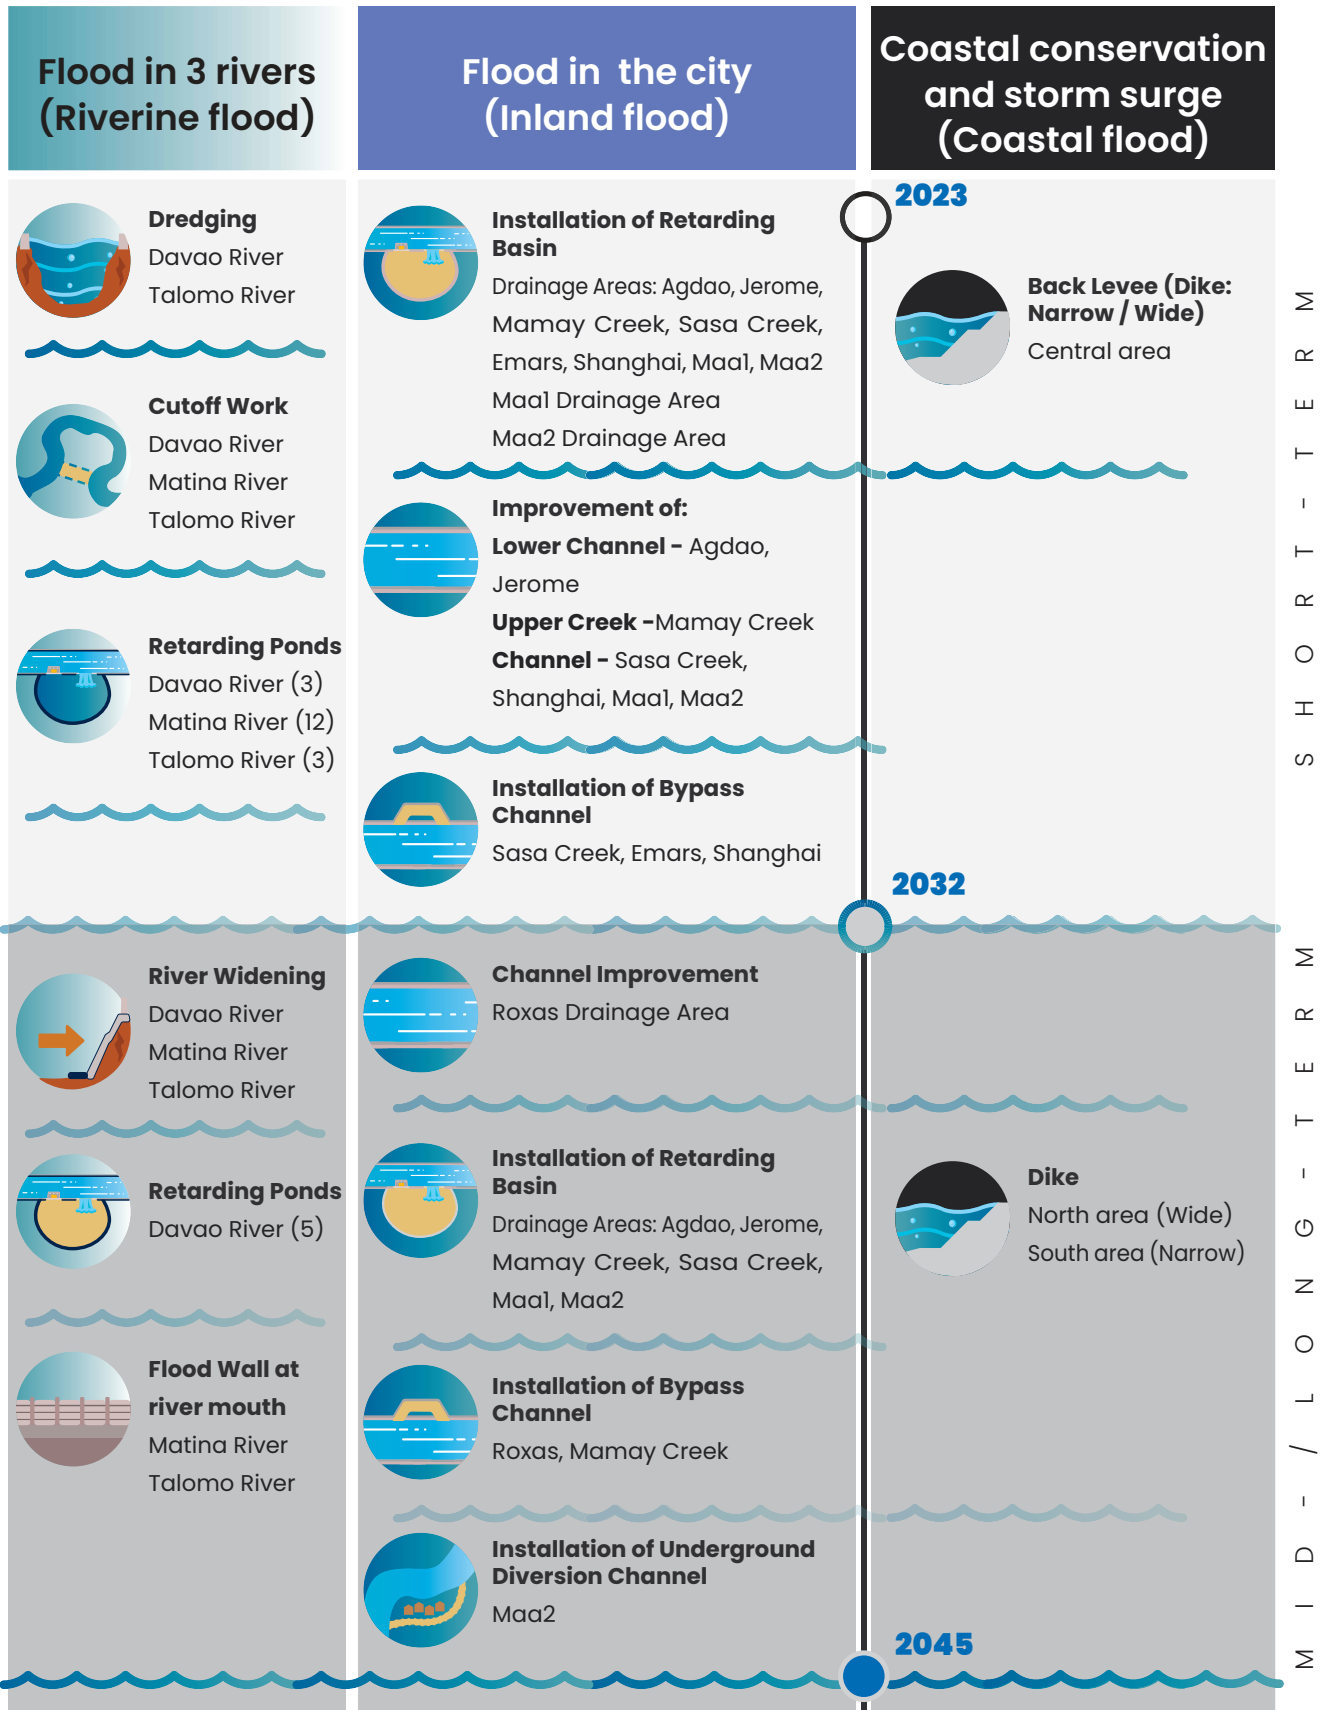 Flood in 3 rivers
(Riverine flood)
Dredging
Davao River
Talomo River
Cutoff Work
Davao River
Matina River
Talomo River
Retarding Ponds
Davao River (3)
Matina River (12)
Talomo River (3)
River Widening
Davao River
Matina River
Talomo River
Retarding Ponds
Davao River (5)
Flood Wall at
river mouth
Matina River
Talomo River
Flood in the city
(Inland flood)
Installation of Retarding
Basin
Drainage Areas: Agdao, Jerome,
Mamay Creek, Sasa Creek,
Emars, Shanghai, Maa1, Maa2
Maa1 Drainage Area
Maa2 Drainage Area
Improvement of:
Lower Channel - Agdao,
Jerome
Upper Creek -Mamay Creek
Channel - Sasa Creek,
Shanghai, Maa1, Maa2
Installation of Bypass
Channel
Sasa Creek, Emars, Shanghai
Channel Improvement
Roxas Drainage Area
Installation of Retarding
Basin
Drainage Areas: Agdao, Jerome,
Mamay Creek, Sasa Creek,
Maa1, Maa2
Installation of Bypass
Channel
Roxas, Mamay Creek
Installation of Underground
Diversion Channel
Maa2
Coastal conservation
and storm surge
(Coastal flood)
2023
Back Levee (Dike:
Narrow / Wide)
Central area
2032
Dike
North area (Wide)
South area (Narrow)
2045
SHORT-TERM
MID-/LONG-TERM